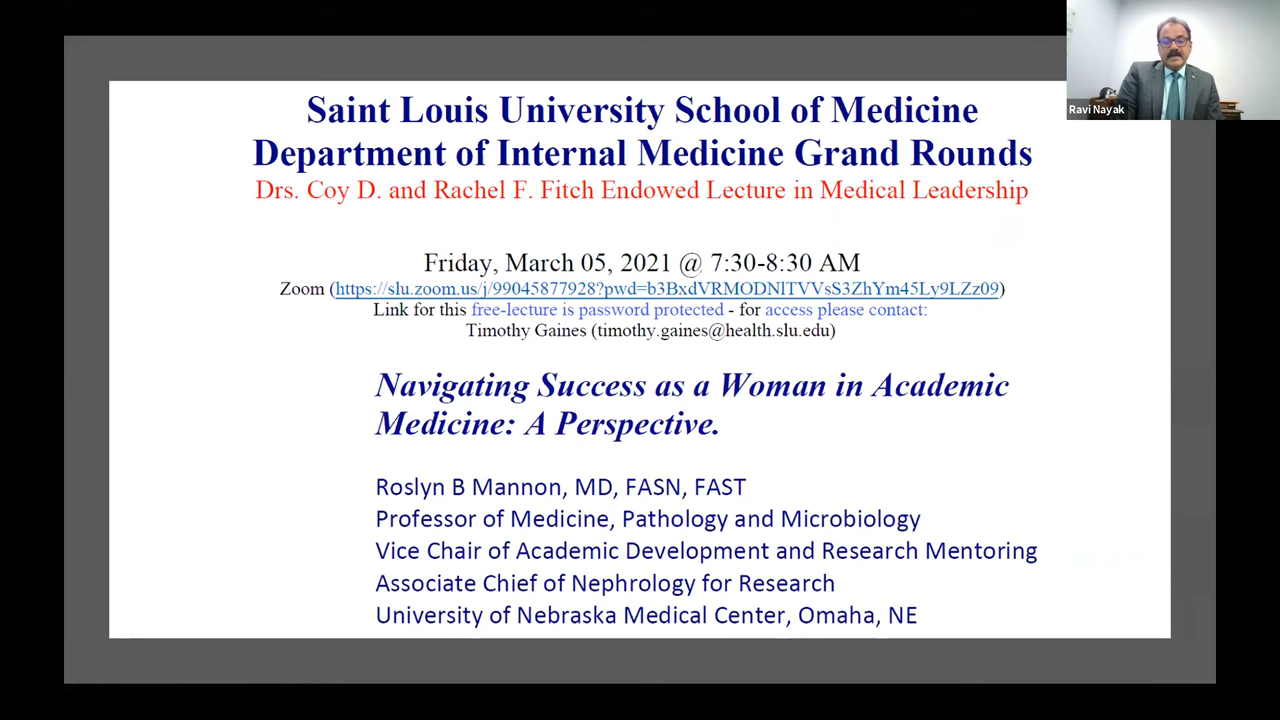 Saint Louis University School of Medicine
Department of Internal Medicine Grand Rounds
Drs. Coy D. and Rachel F. Fitch Endowed Lecture in Medical Leadership
Ravi Nayak
Friday, March 05, 2021 @ 7:30-8:30 AM
Zoom (https://slu.zoom.us/j/99045877928?pwd=b3BxdVRMODNlTVVsS3ZhYm45Ly9LZz09)
Link for this free-lecture is password protected - for access please contact:
Timothy Gaines (timothy.gaines@health.slu.edu)
Navigating Success as a Woman in Academic
Medicine: A Perspective.
Roslyn B Mannon, MD, FASN, FAST
Professor of Medicine, Pathology and Microbiology
Vice Chair of Academic Development and Research Mentoring
Associate Chief of Nephrology for Research
University of Nebraska Medical Center, Omaha, NE